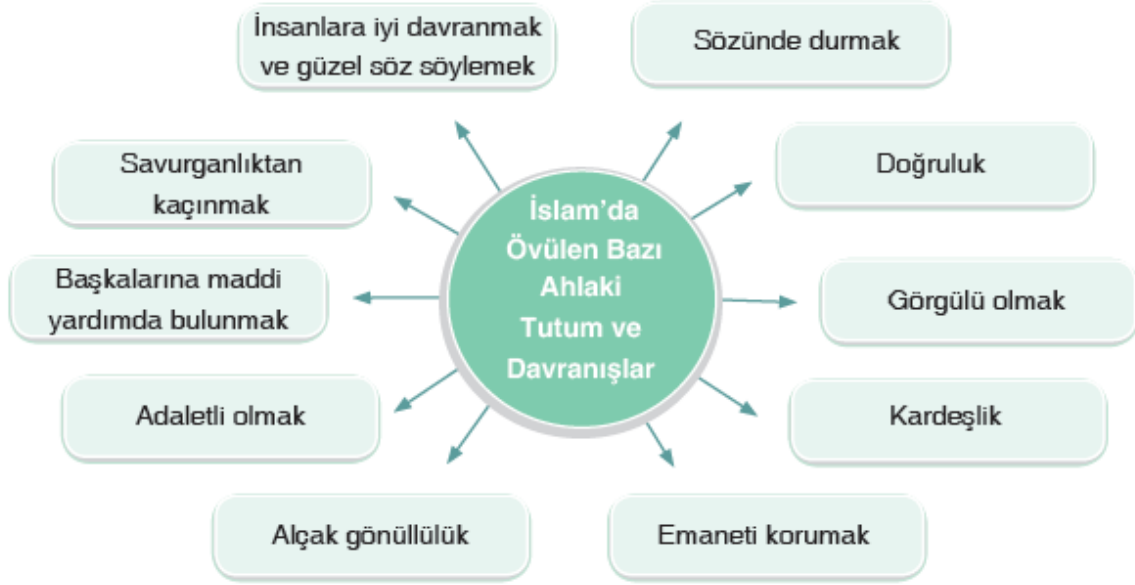 İnsanlara iyi davranmak
ve güzel söz söylemek
Sözünde durmak
Savurganlıktan
kaçınmak
Doğruluk
Başkalarına maddi
yardımda bulunmak
İslam’da
Övülen Bazı
Ahlaki
Tutum ve
Davranışlar
Görgülü olmak
Adaletli olmak
Kardeşlik
Alçak gönüllülük
Emaneti korumak